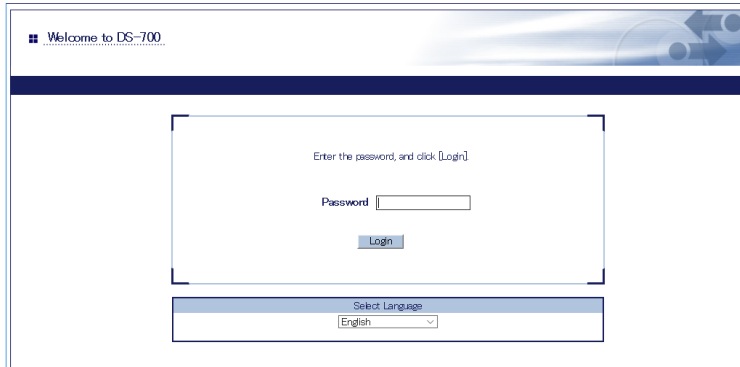 Welcome to DS-700
Enter the password, and click [Login].
Password
Login
Select Language
English